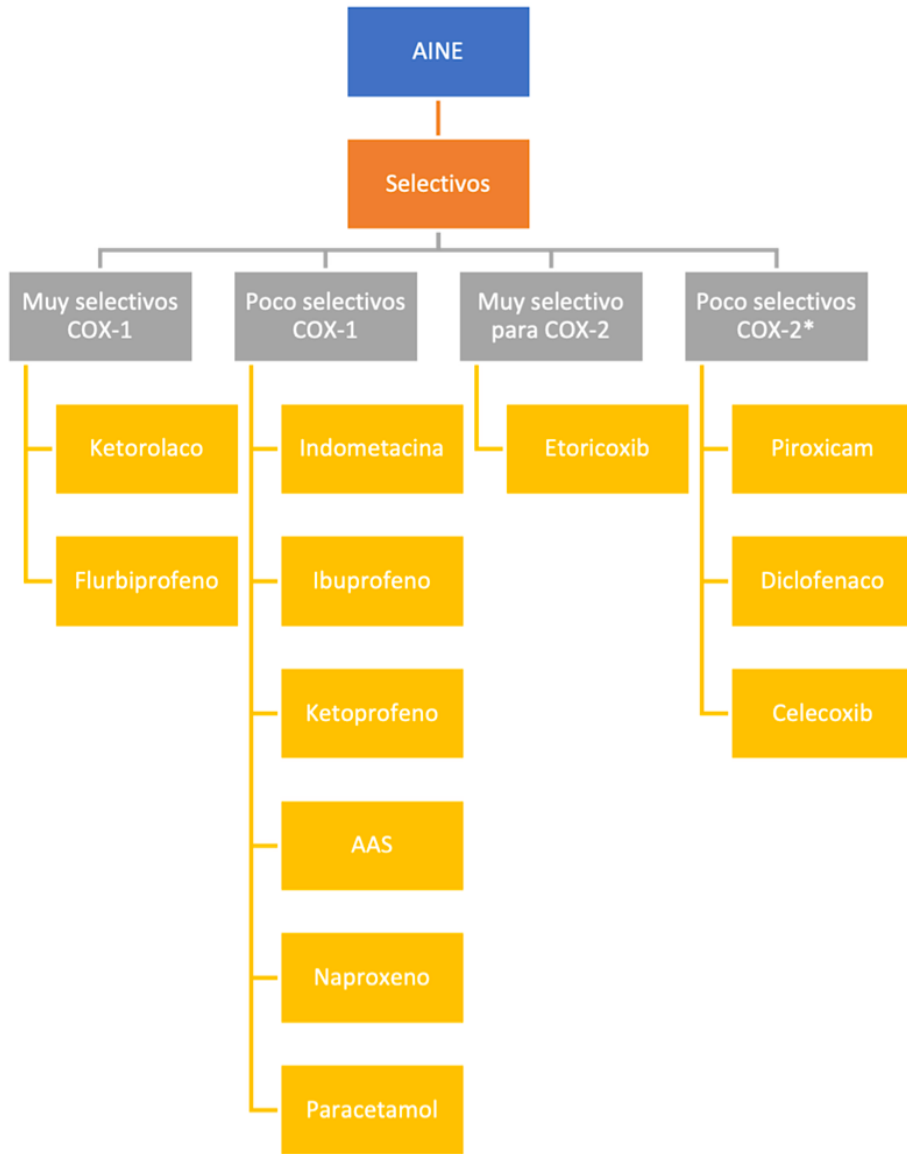 AINE
Selectivos
Muy selectivos
COX-1
Poco selectivos
COX-1
Muy selectivo
para COX-2
Poco selectivos
COX-2*
Ketorolaco
Indometacina
Etoricoxib
Piroxicam
Flurbiprofeno
Ibuprofeno
Diclofenaco
Ketoprofeno
Celecoxib
AAS
Naproxeno
Paracetamol